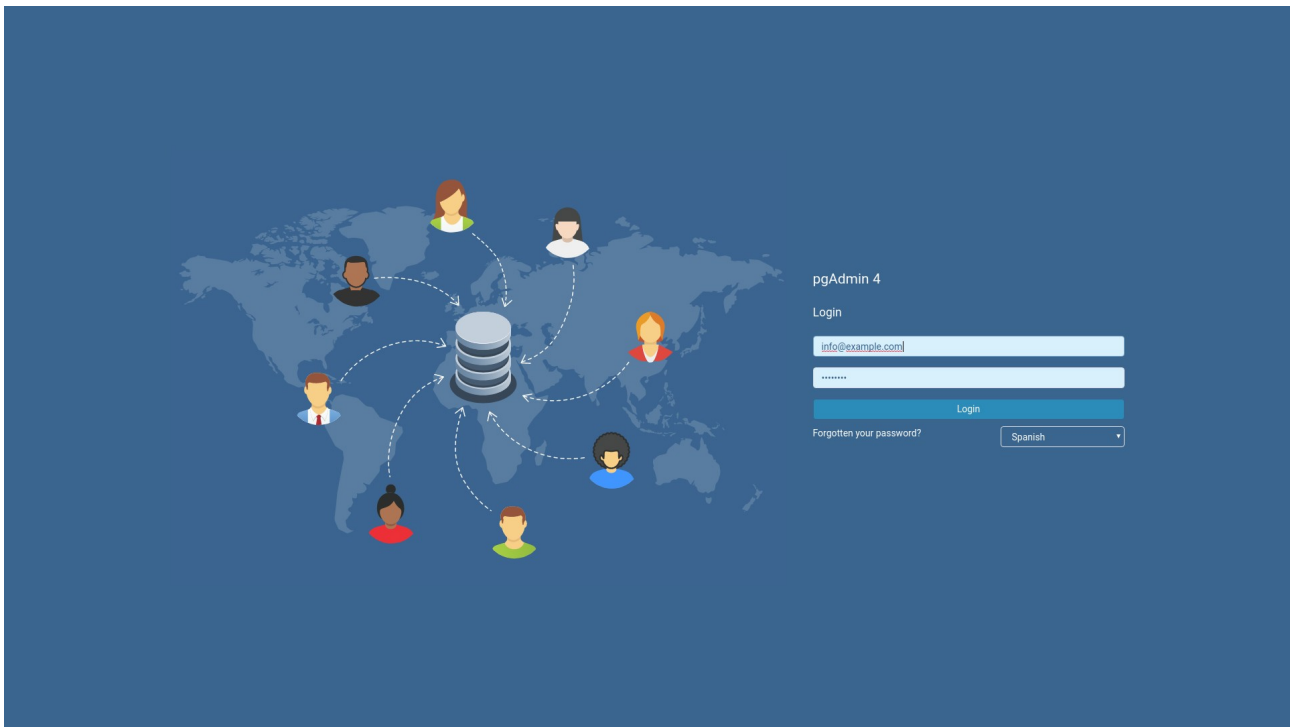 pgAdmin 4
Login
info@example.com
••••••••
Login
Forgotten your password?
Spanish